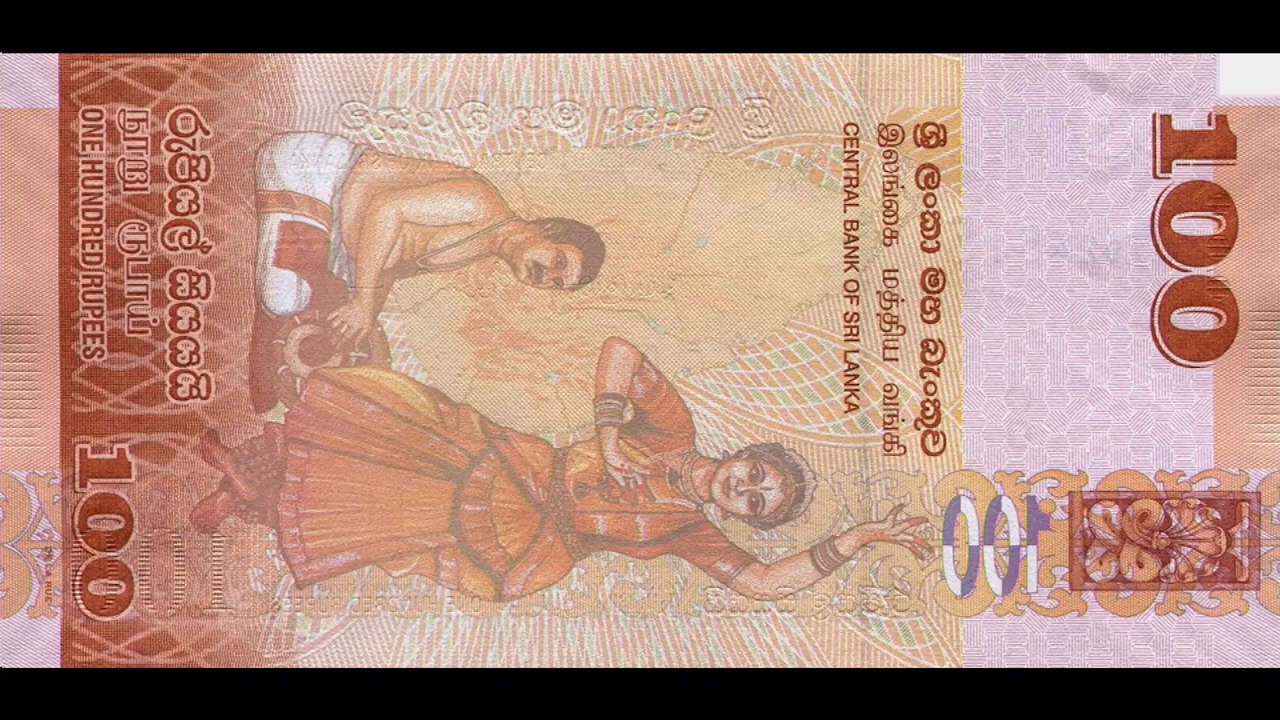 ශ්‍රී ලංකා මහ බැංකුව
இலங்கை மத்திய வங்கி
CENTRAL BANK OF SRI LANKA
100
100
රුපියල් සියයයි
நூறு ரூபாய்
ONE HUNDRED RUPEES
100